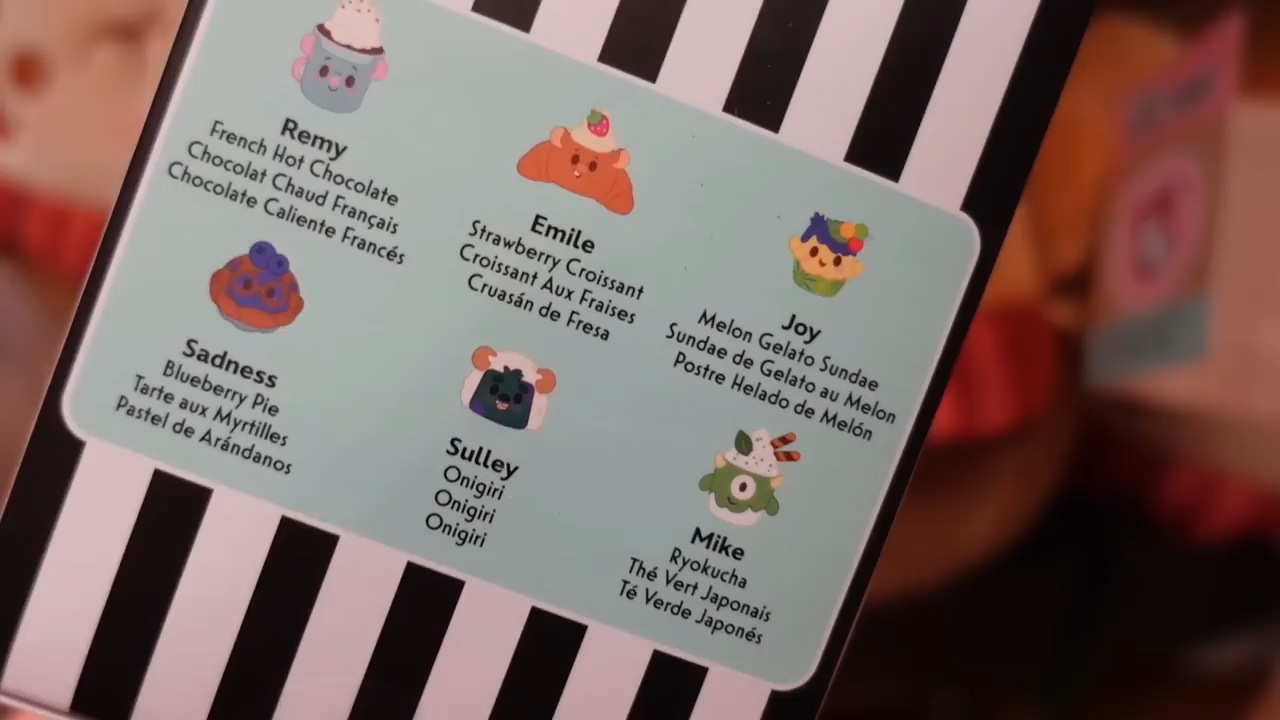 Remy
French Hot Chocolate
Chocolat Chaud Français
Chocolate Caliente Francés
Emile
Strawberry Croissant
Croissant Aux Fraises
Cruasán de Fresa
Joy
Melon Gelato Sundae
Sundae de Gelato au Melon
Postre Helado de Melón
Sadness
Blueberry Pie
Tarte aux Myrtilles
Pastel de Arándanos
Sulley
Onigiri
Onigiri
Onigiri
Mike
Ryokucha
Thé Vert Japonais
Té Verde Japonés